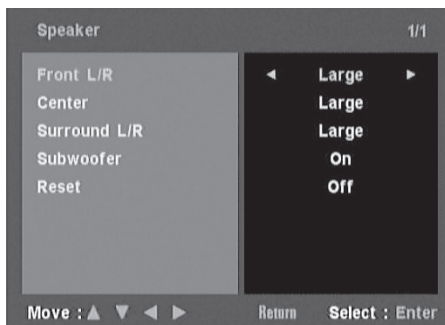 Speaker 1/1
Front L/R ◄ Large ►
Center Large
Surround L/R Large
Subwoofer On
Reset Off
Move : ▲ ▼ ◄ ► Return Select : Enter